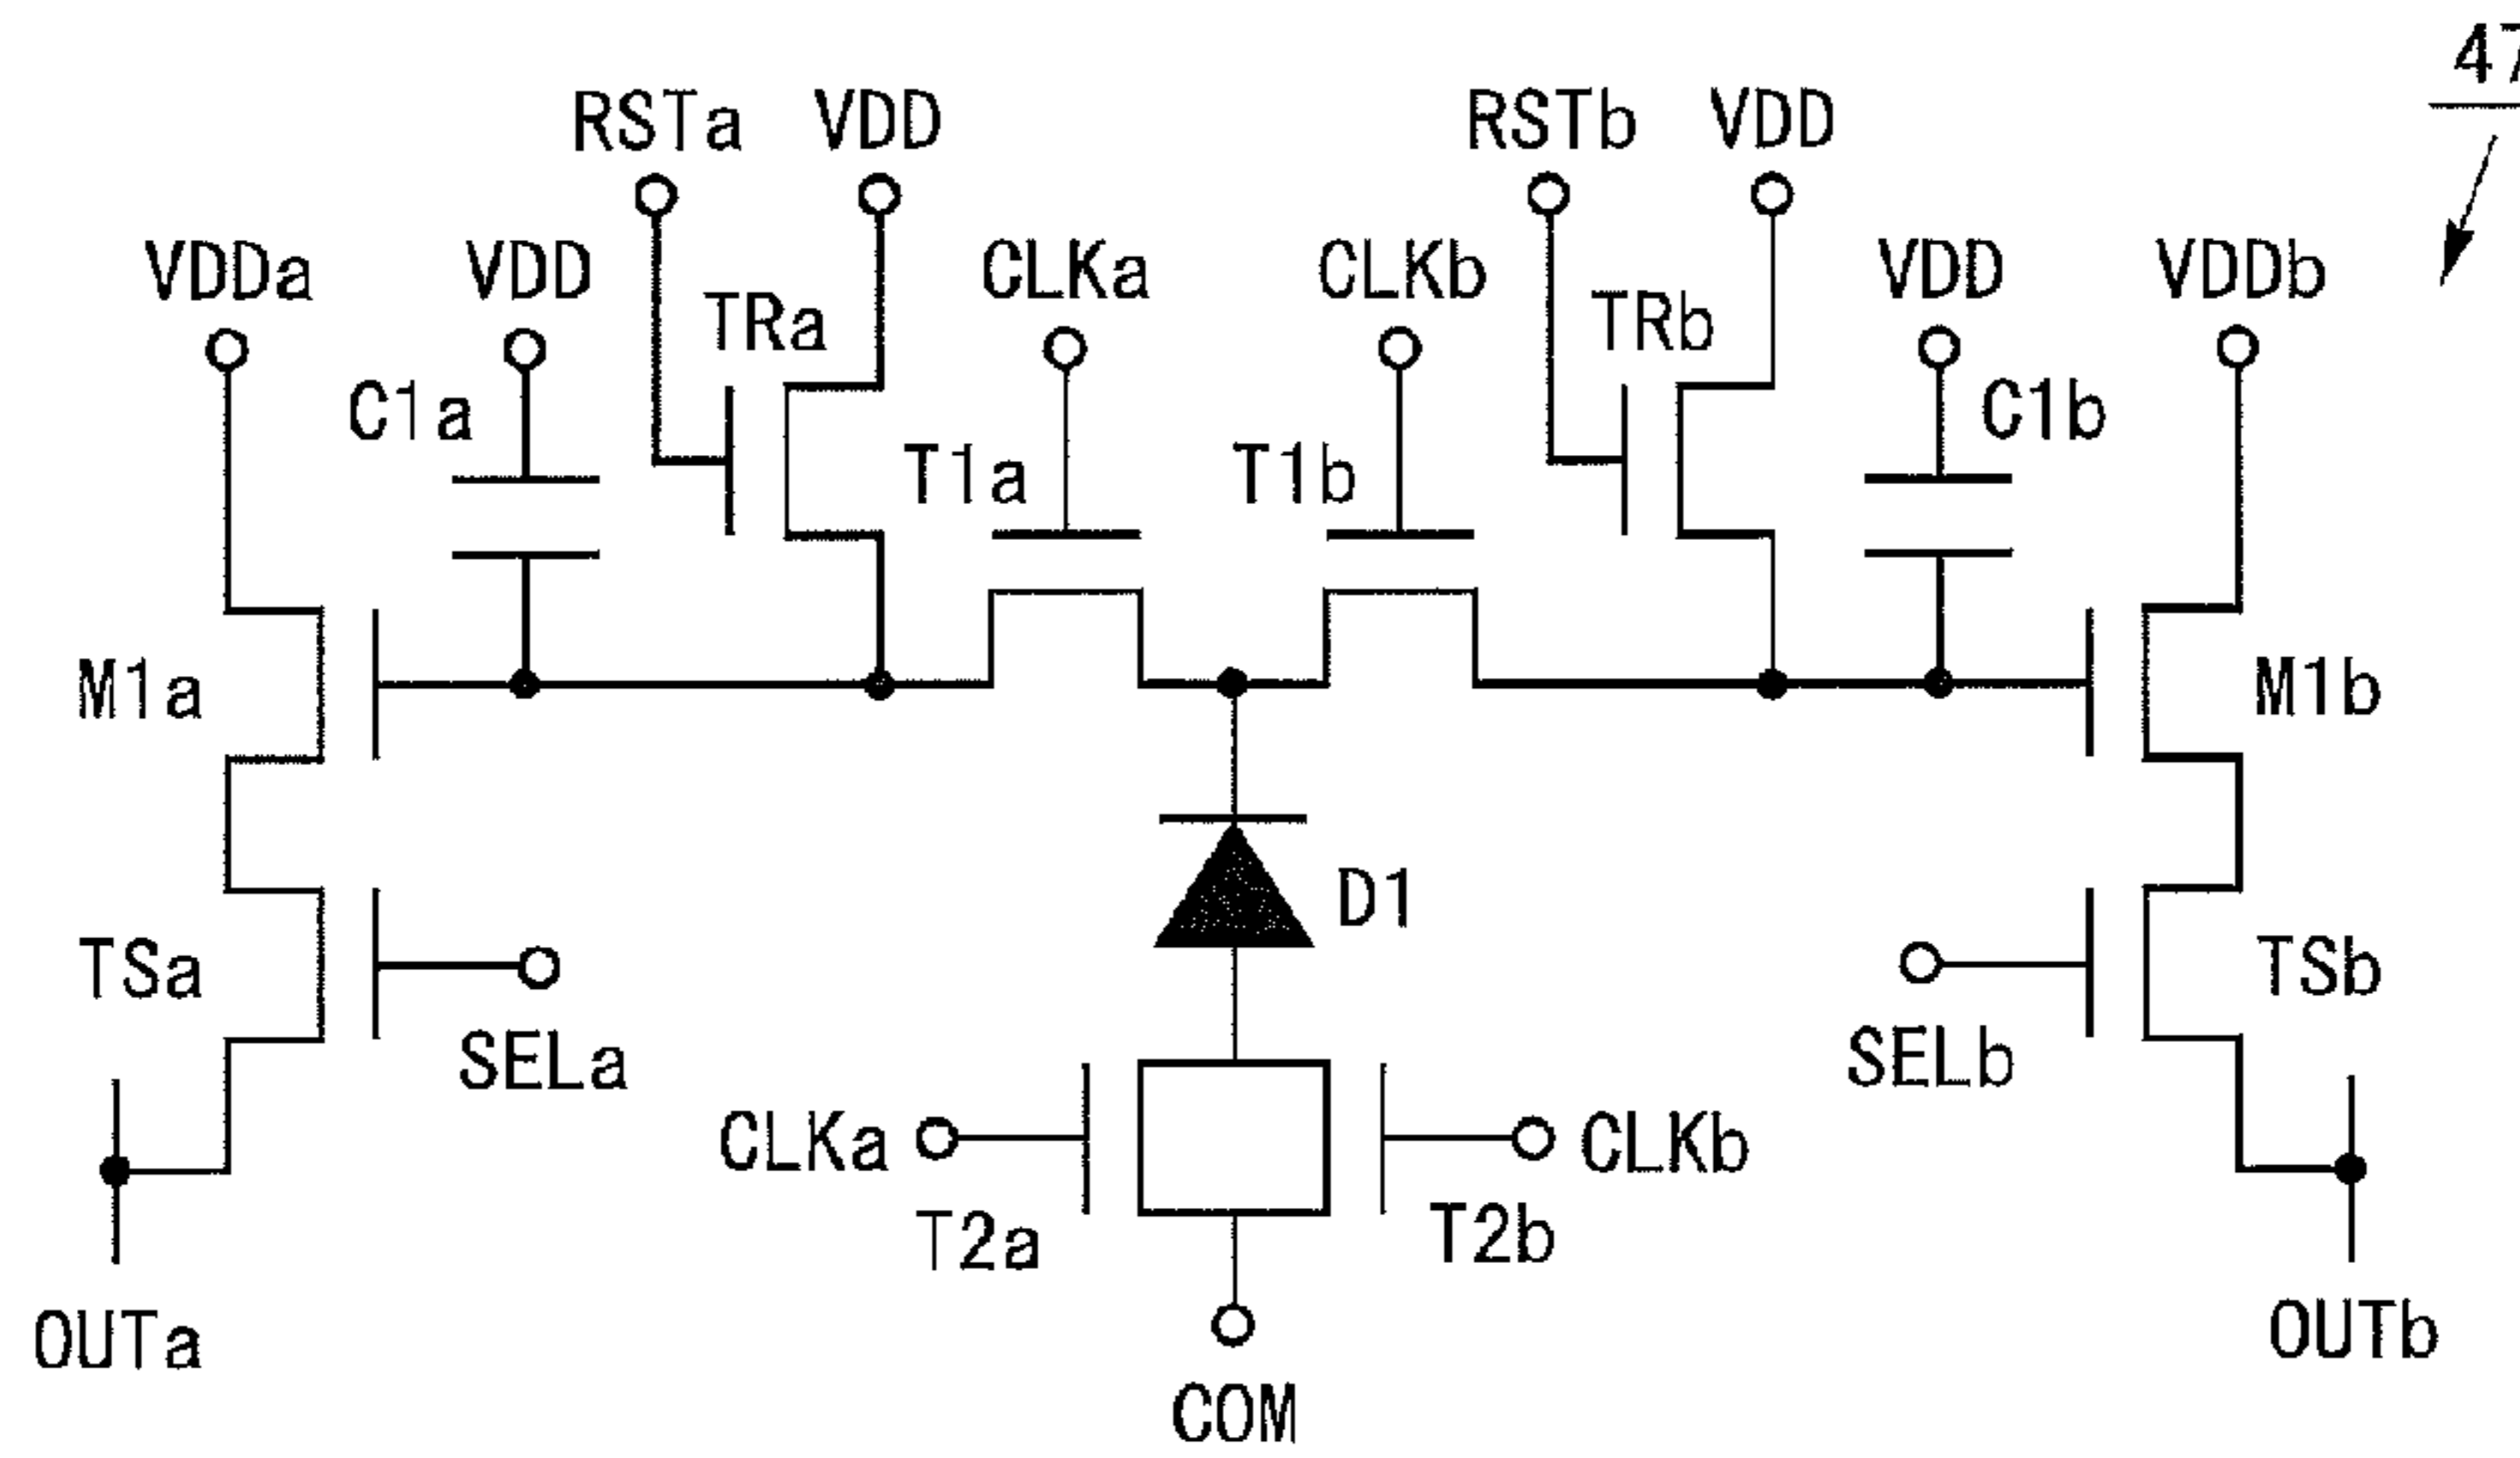 47
RSTa VDD RSTb VDD
VDDa VDD CLKa CLKb VDD VDDb
TRa TRb
C1a C1b
T1a T1b
M1a M1b
D1
TSa TSb
SELa SELb
CLKa CLKb
T2a T2b
OUTa OUTb
COM